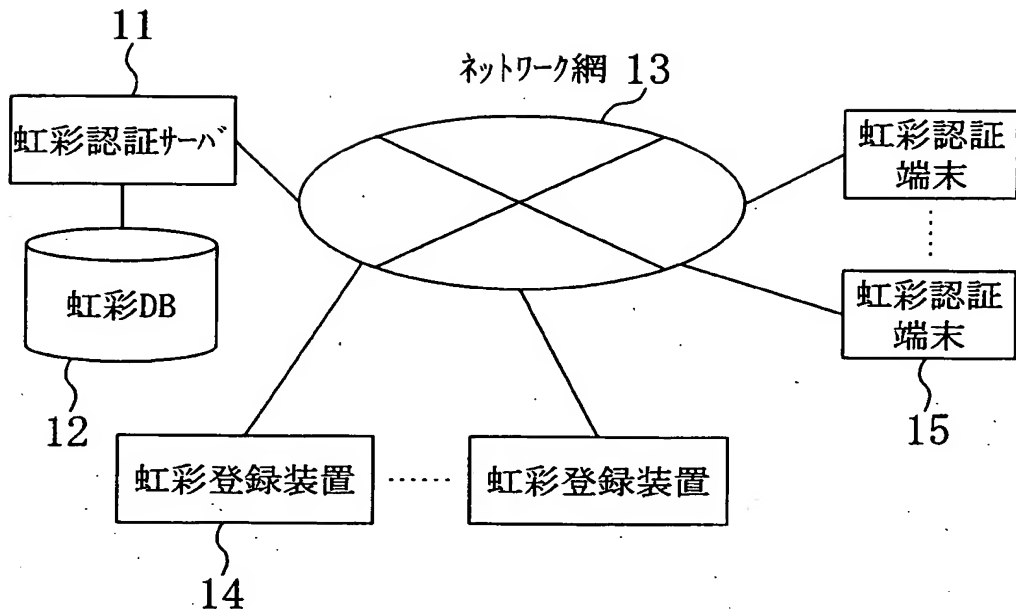 11
ネットワーク網 13
虹彩認証サーバ
虹彩認証
端末
虹彩DB
虹彩認証
端末
12
15
虹彩登録装置 ...... 虹彩登録装置
14